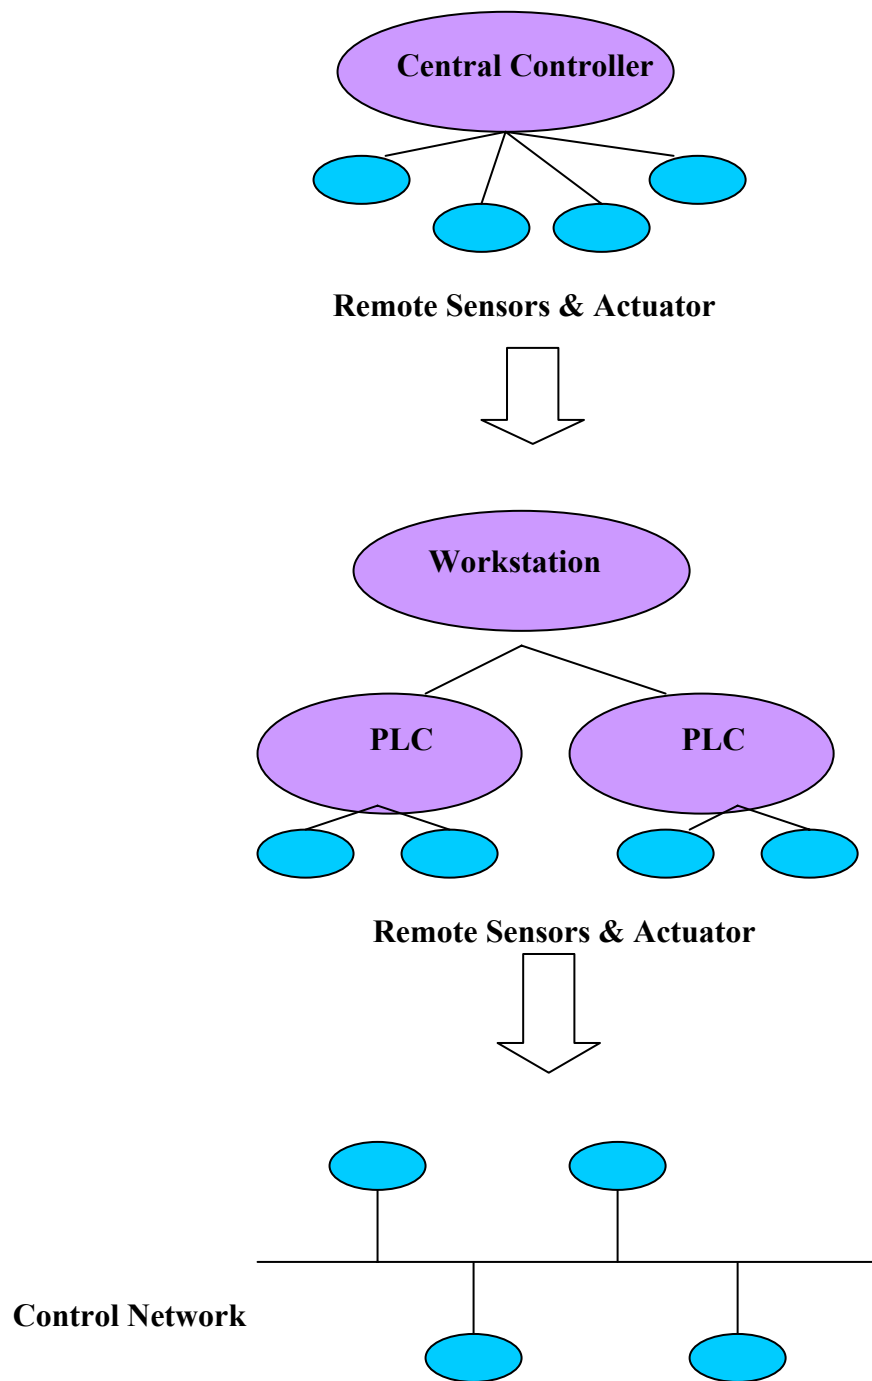 Central Controller
Remote Sensors & Actuator
Workstation
PLC PLC
Remote Sensors & Actuator
Control Network